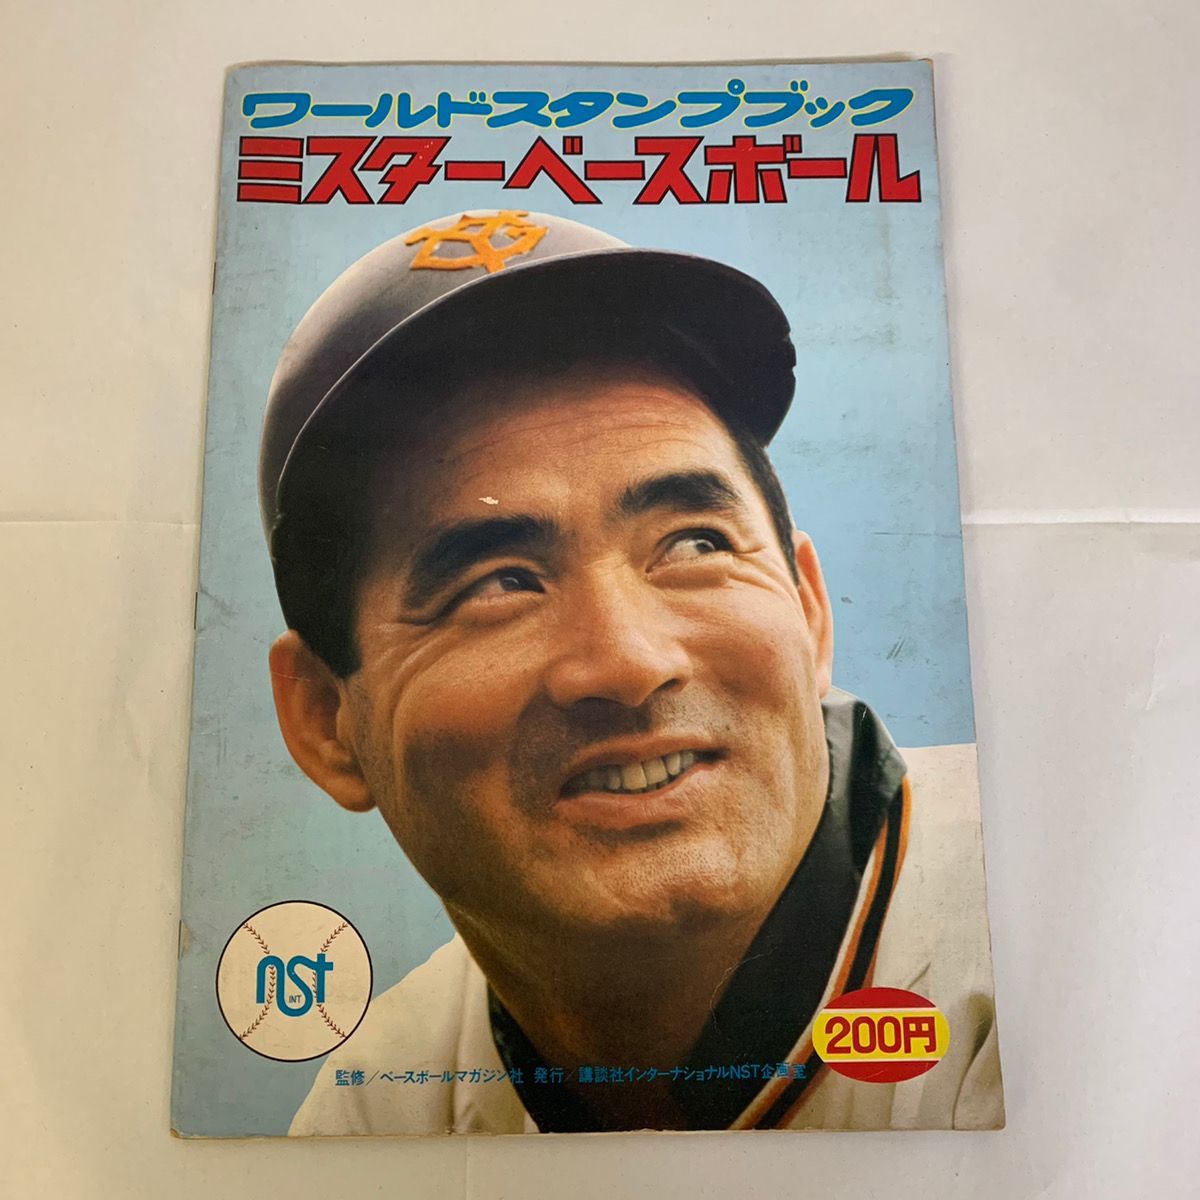 ワールドスタンプブック
ミスターベースボール
nst
INT
200円
監修/ベースボールマガジン社 発行/講談社インターナショナルNST企画室